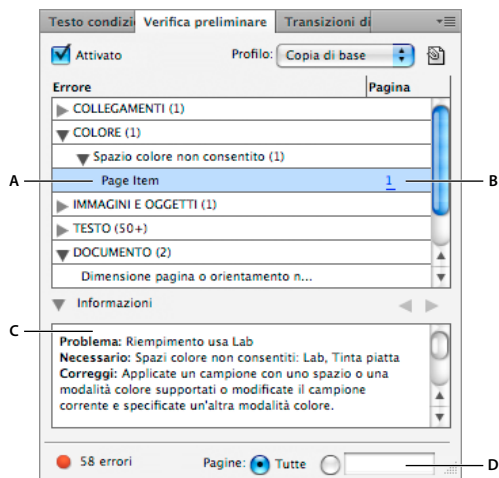 Testo condizi Verifica preliminare Transizioni di
Attivato Profilo: Copia di base
Errore Pagina
COLLEGAMENTI (1)
COLORE (1)
Spazio colore non consentito (1)
A Page Item 1 B
IMMAGINI E OGGETTI (1)
TESTO (50+)
DOCUMENTO (2)
Dimensione pagina o orientamento n...
Informazioni
C
Problema: Riempimento usa Lab
Necessario: Spazi colore non consentiti: Lab, Tinta piatta
Correggi: Applicate un campione con uno spazio o una
modalità colore supportati o modificate il campione
corrente e specificate un'altra modalità colore.
58 errori Pagine: Tutte D